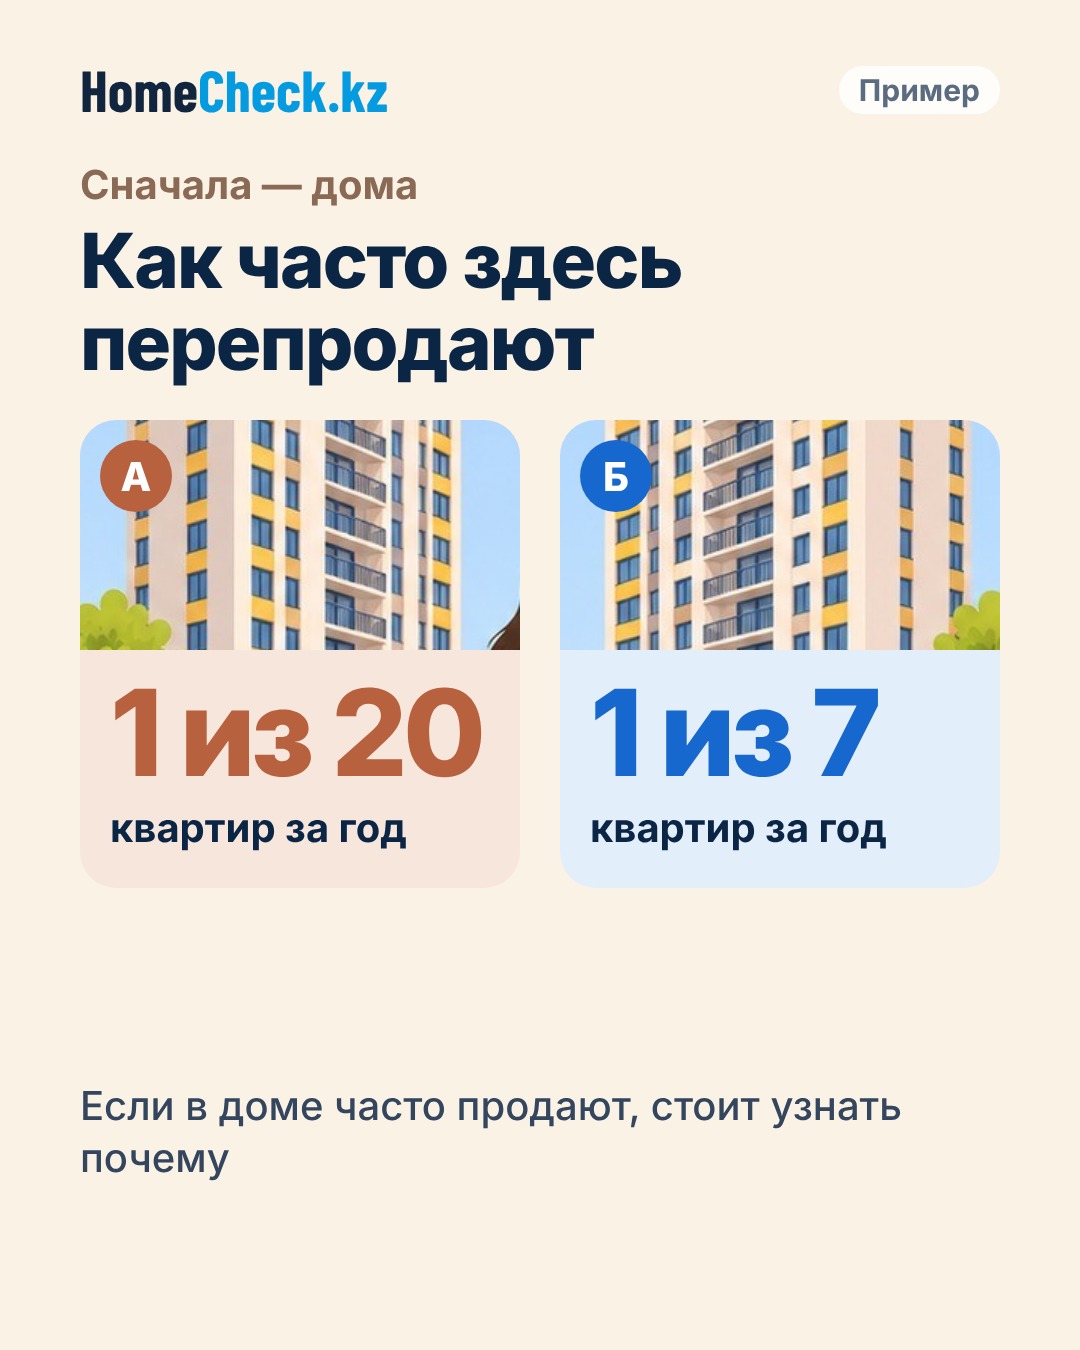 HomeCheck.kz
Пример
Сначала — дома
Как часто здесь
перепродают
А
Б
1 из 20
квартир за год
1 из 7
квартир за год
Если в доме часто продают, стоит узнать
почему